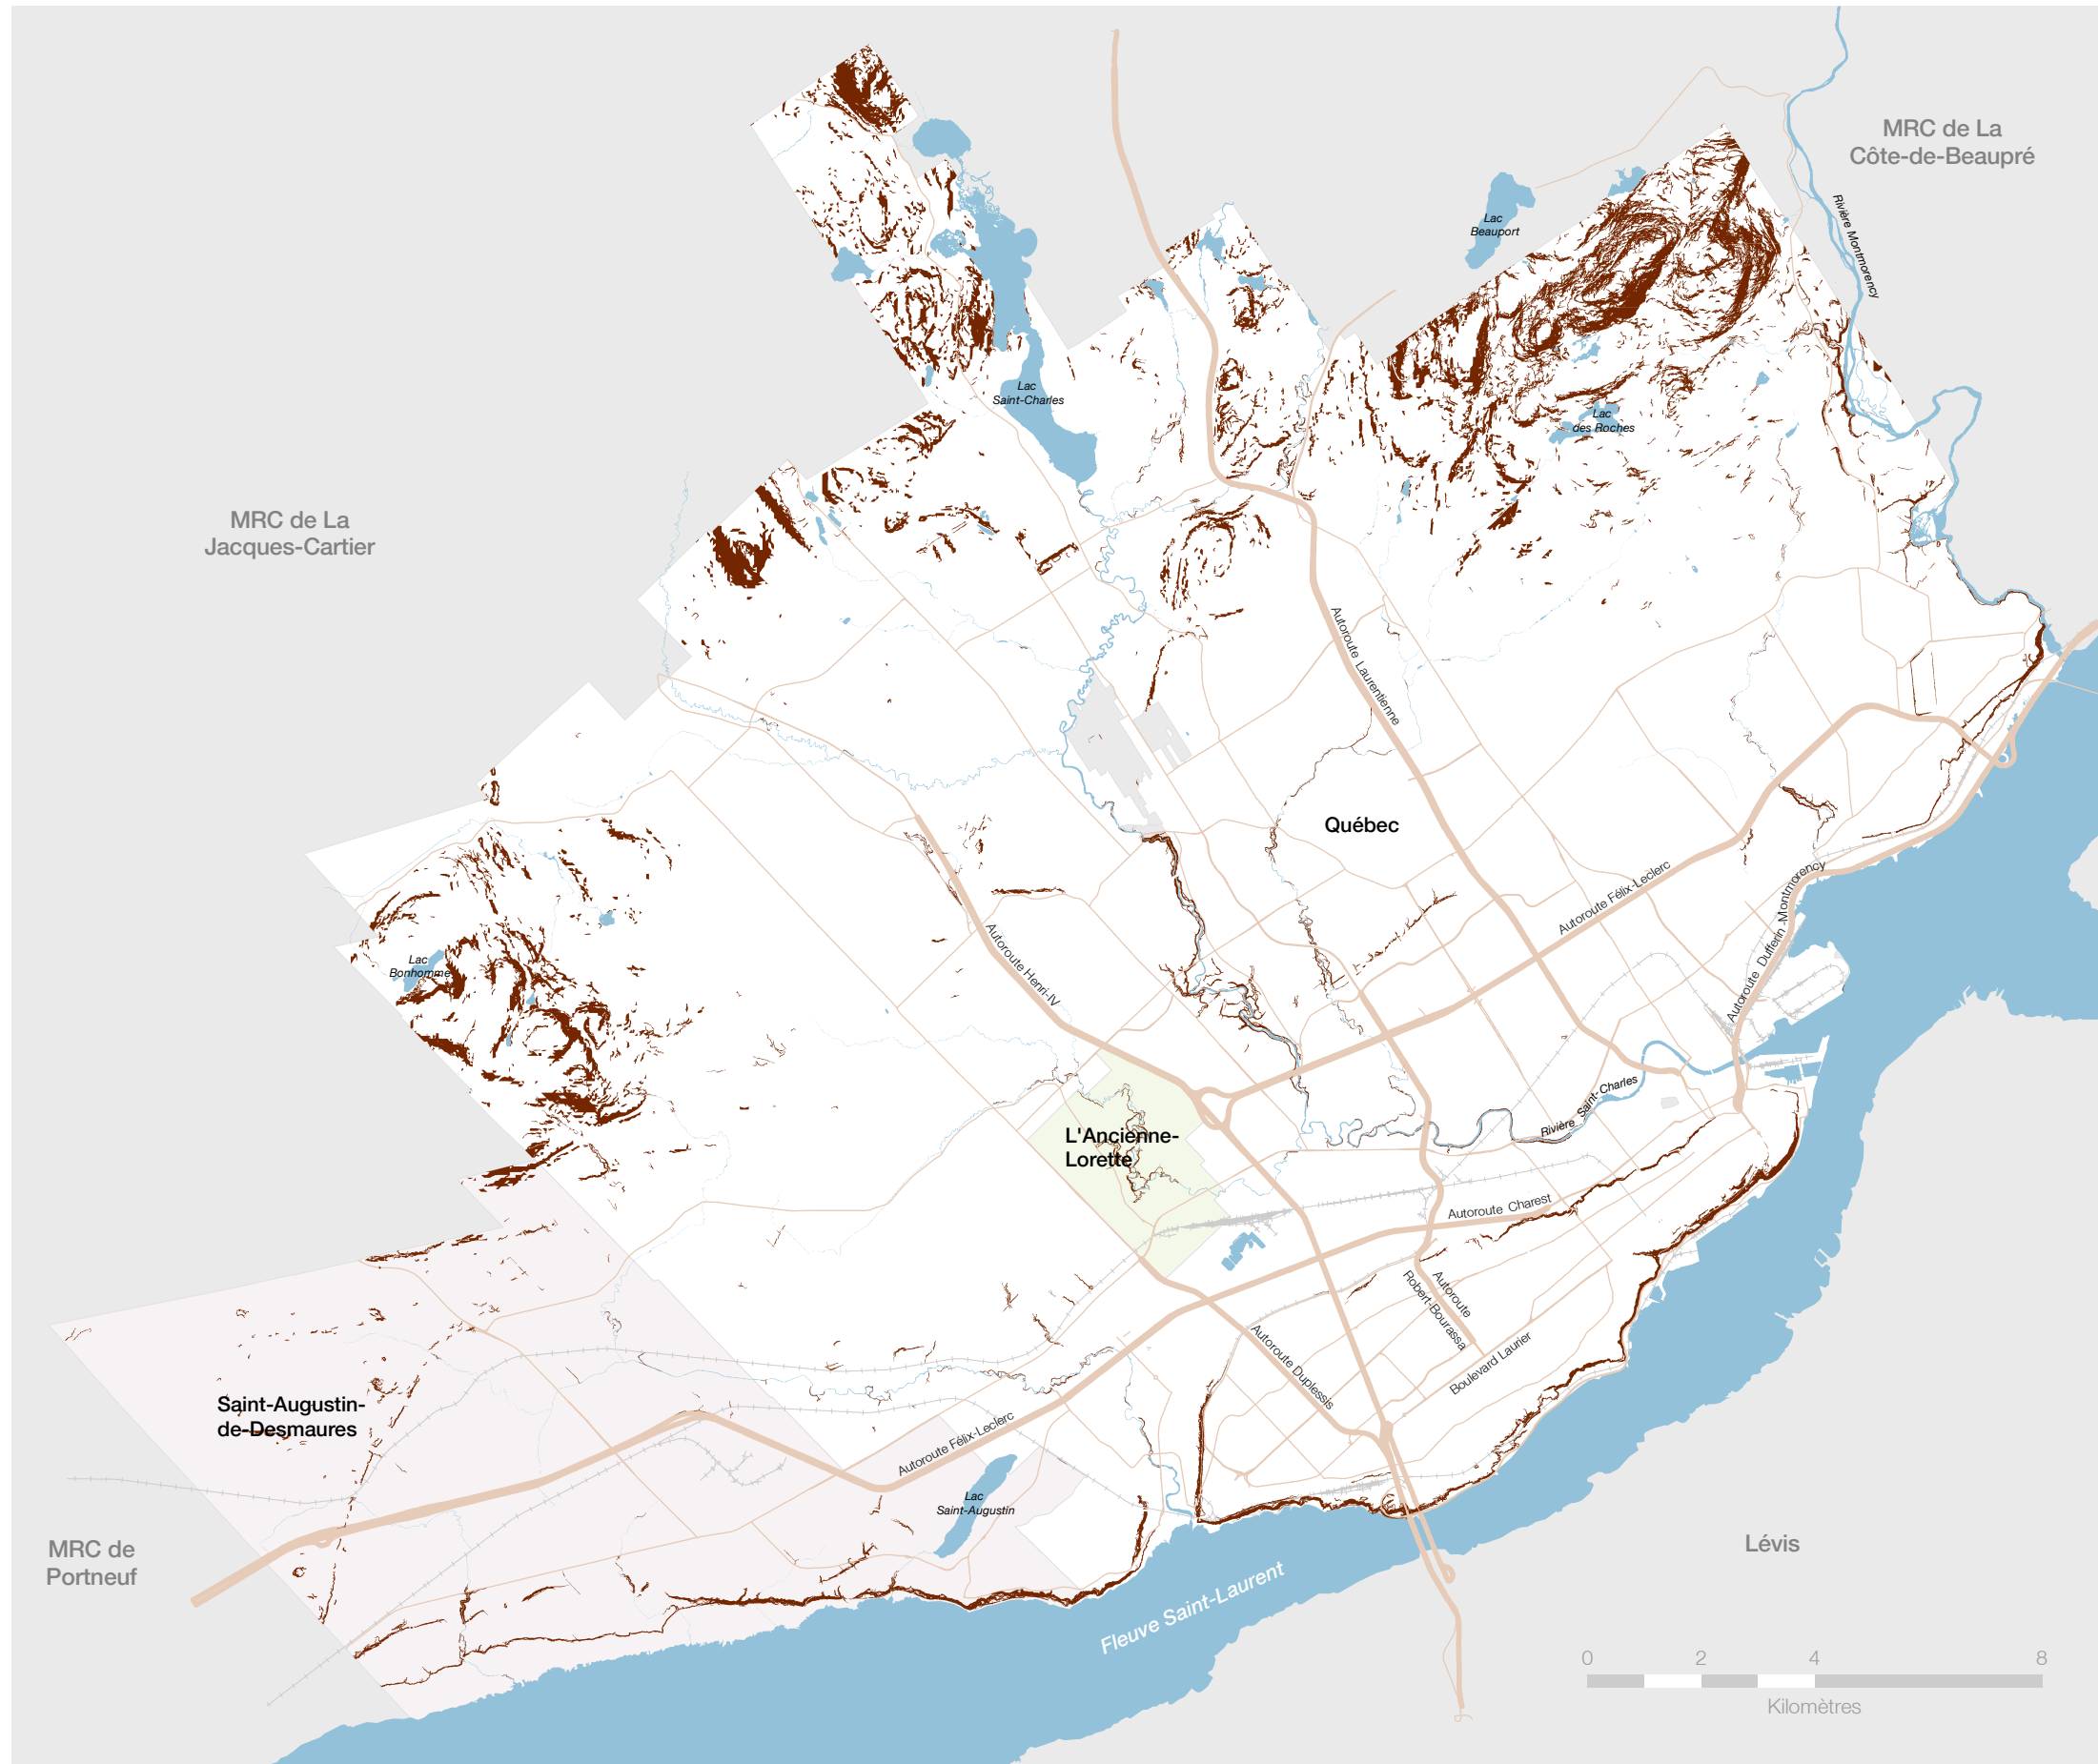 MRC de La
Côte-de-Beaupré
Rivière Montmorency
Lac
Beauport
Lac
Saint-Charles
Lac
des Roches
MRC de La
Jacques-Cartier
Autoroute Laurentienne
Québec
Autoroute Félix-Leclerc
Autoroute Dufferin-Montmorency
Lac
Bonhomme
Autoroute Henri-IV
Rivière Saint-Charles
L'Ancienne-
Lorette
Autoroute Charest
Autoroute
Robert-Bourassa
Autoroute Duplessis
Boulevard Laurier
Saint-Augustin-
de-Desmaures
Autoroute Félix-Leclerc
Lac
Saint-Augustin
MRC de
Portneuf
Lévis
Fleuve Saint-Laurent
0 2 4 8
Kilomètres